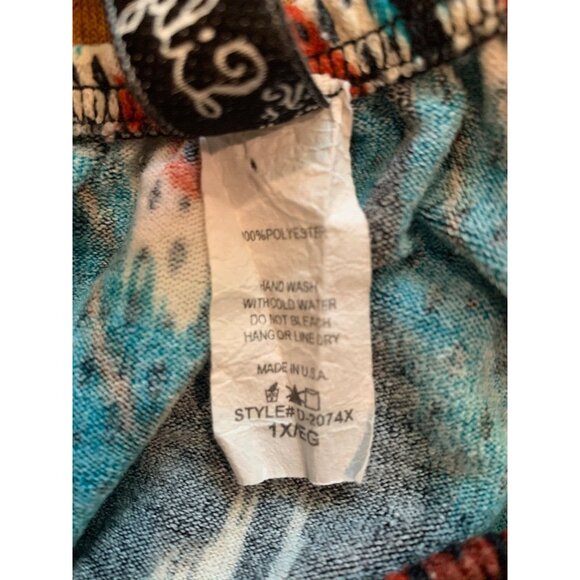 100%POLYESTER
HAND WASH
WITH COLD WATER
DO NOT BLEACH
HANG OR LINE DRY
MADE IN U.S.A.
STYLE#D-2074X
1X/EG